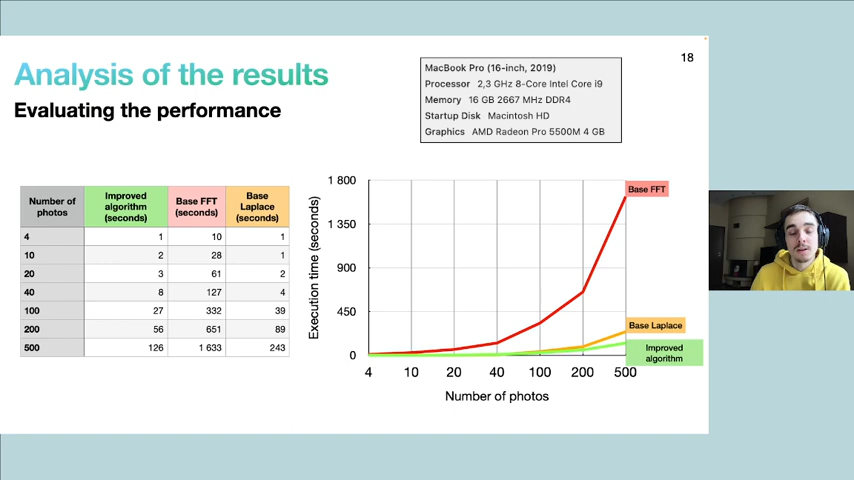 18
Analysis of the results
Evaluating the performance
MacBook Pro (16-inch, 2019)
Processor 2,3 GHz 8-Core Intel Core i9
Memory 16 GB 2667 MHz DDR4
Startup Disk Macintosh HD
Graphics AMD Radeon Pro 5500M 4 GB
Number of photos Improved algorithm (seconds) Base FFT (seconds) Base Laplace (seconds)
4 1 10 1
10 2 28 1
20 3 61 2
40 8 127 4
100 27 332 39
200 56 651 89
500 126 1 633 243
Execution time (seconds)
1 800
1 350
900
450
0
Base FFT
Base Laplace
Improved
algorithm
4 10 20 40 100 200 500
Number of photos